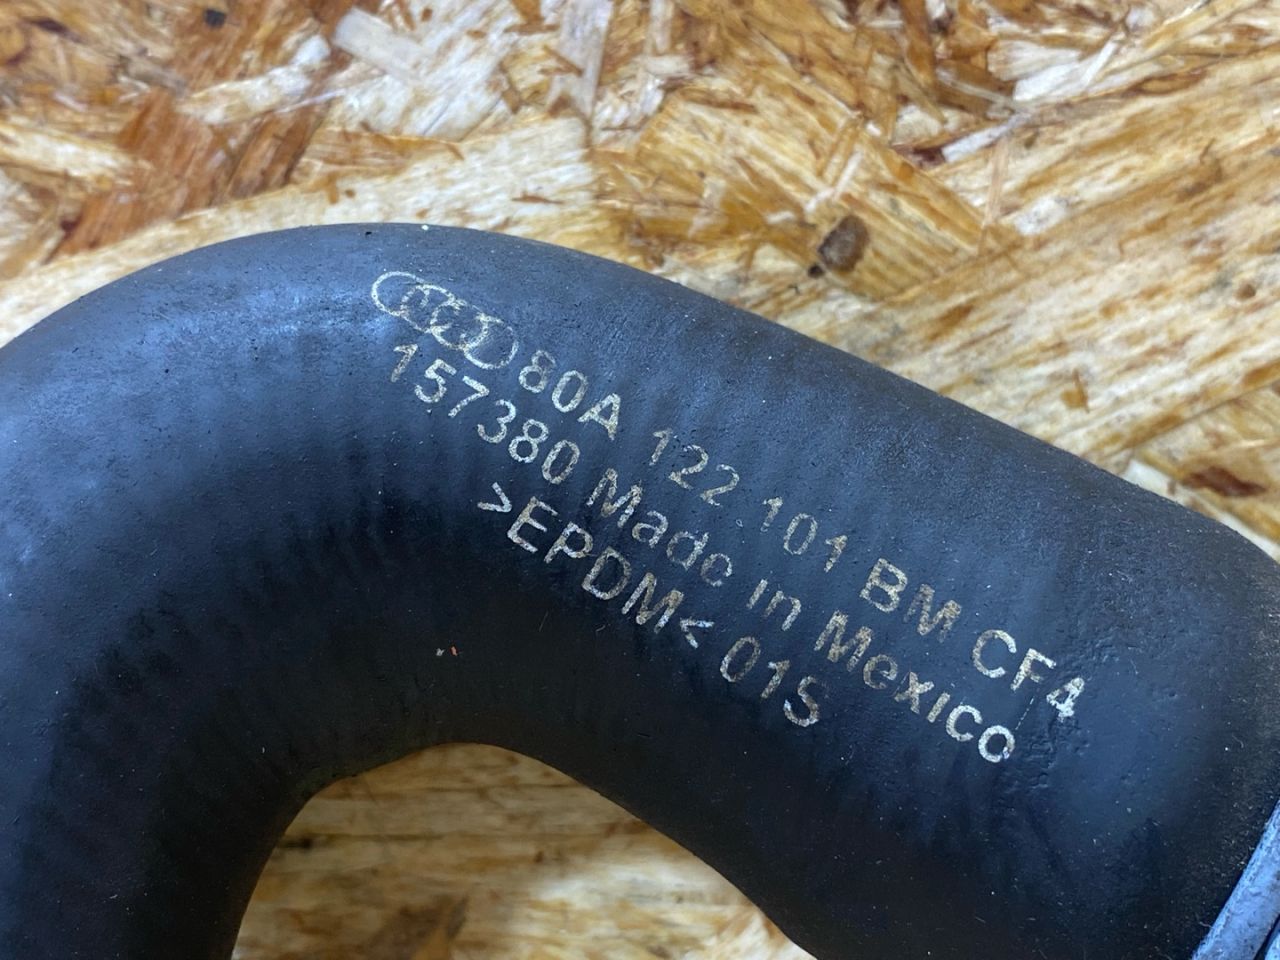 80A 122 101 BM CF4
157380 Made in Mexico
>EPDM< 01S